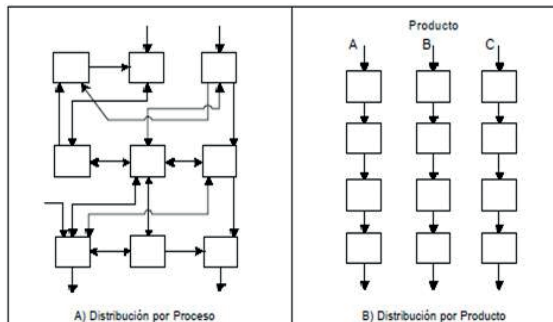 Producto
A B C
A) Distribución por Proceso
B) Distribución por Producto